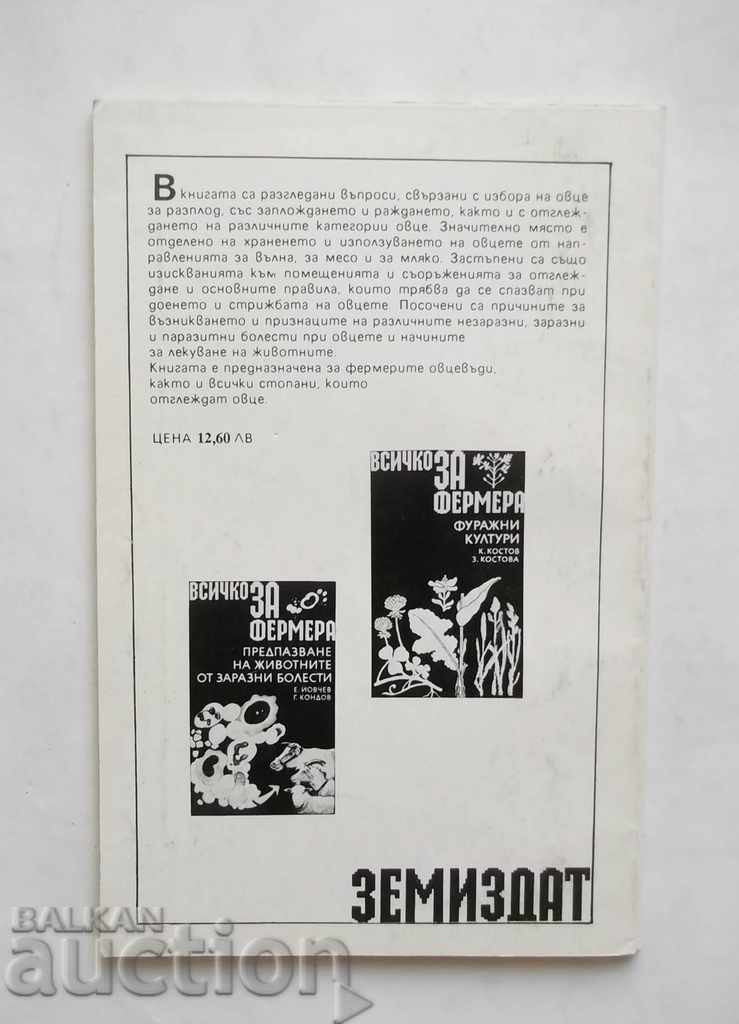 В книгата са разгледани въпроси, свързани с избора на овце
за разплод, със заплождането и раждането, както и с отглеж-
дането на различните категории овце. Значително място е
отделено на храненето и използуването на овцете от нап-
равленията за вълна, за месо и за мляко. Застъпени са също
изискванията към помещенията и съоръженията за отглеж-
дане и основните правила, които трябва да се спазват при
доенето и стрижбата на овцете. Посочени са причините за
възникването и признаците на различните незаразни, заразни
и паразитни болести при овцете и начините
за лекуване на животните.
Книгата е предназначена за фермерите овцевъди,
както и всички стопани, които
отглеждат овце.
ЦЕНА 12,60 ЛВ
ВСИЧКО
ЗА
ФЕРМЕРА
ФУРАЖНИ
КУЛТУРИ
К. КОСТОВ
З. КОСТОВА
ВСИЧКО
ЗА
ФЕРМЕРА
ПРЕДПАЗВАНЕ
НА ЖИВОТНИТЕ
ОТ ЗАРАЗНИ БОЛЕСТИ
Е. ЙОВЧЕВ
Г. КОНДОВ
ЗЕМИЗДАТ
BALKAN
auction